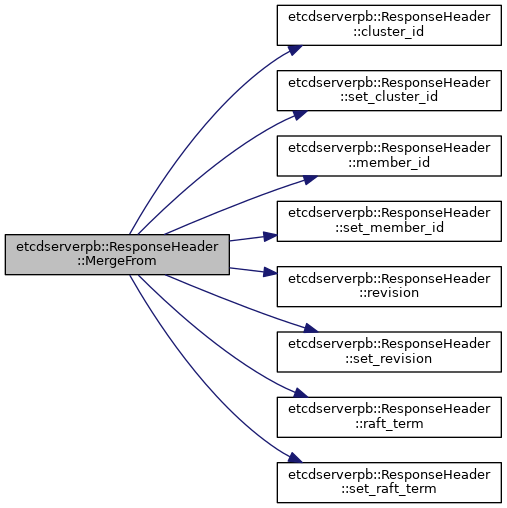 etcdserverpb::ResponseHeader
::MergeFrom
etcdserverpb::ResponseHeader
::cluster_id
etcdserverpb::ResponseHeader
::set_cluster_id
etcdserverpb::ResponseHeader
::member_id
etcdserverpb::ResponseHeader
::set_member_id
etcdserverpb::ResponseHeader
::revision
etcdserverpb::ResponseHeader
::set_revision
etcdserverpb::ResponseHeader
::raft_term
etcdserverpb::ResponseHeader
::set_raft_term